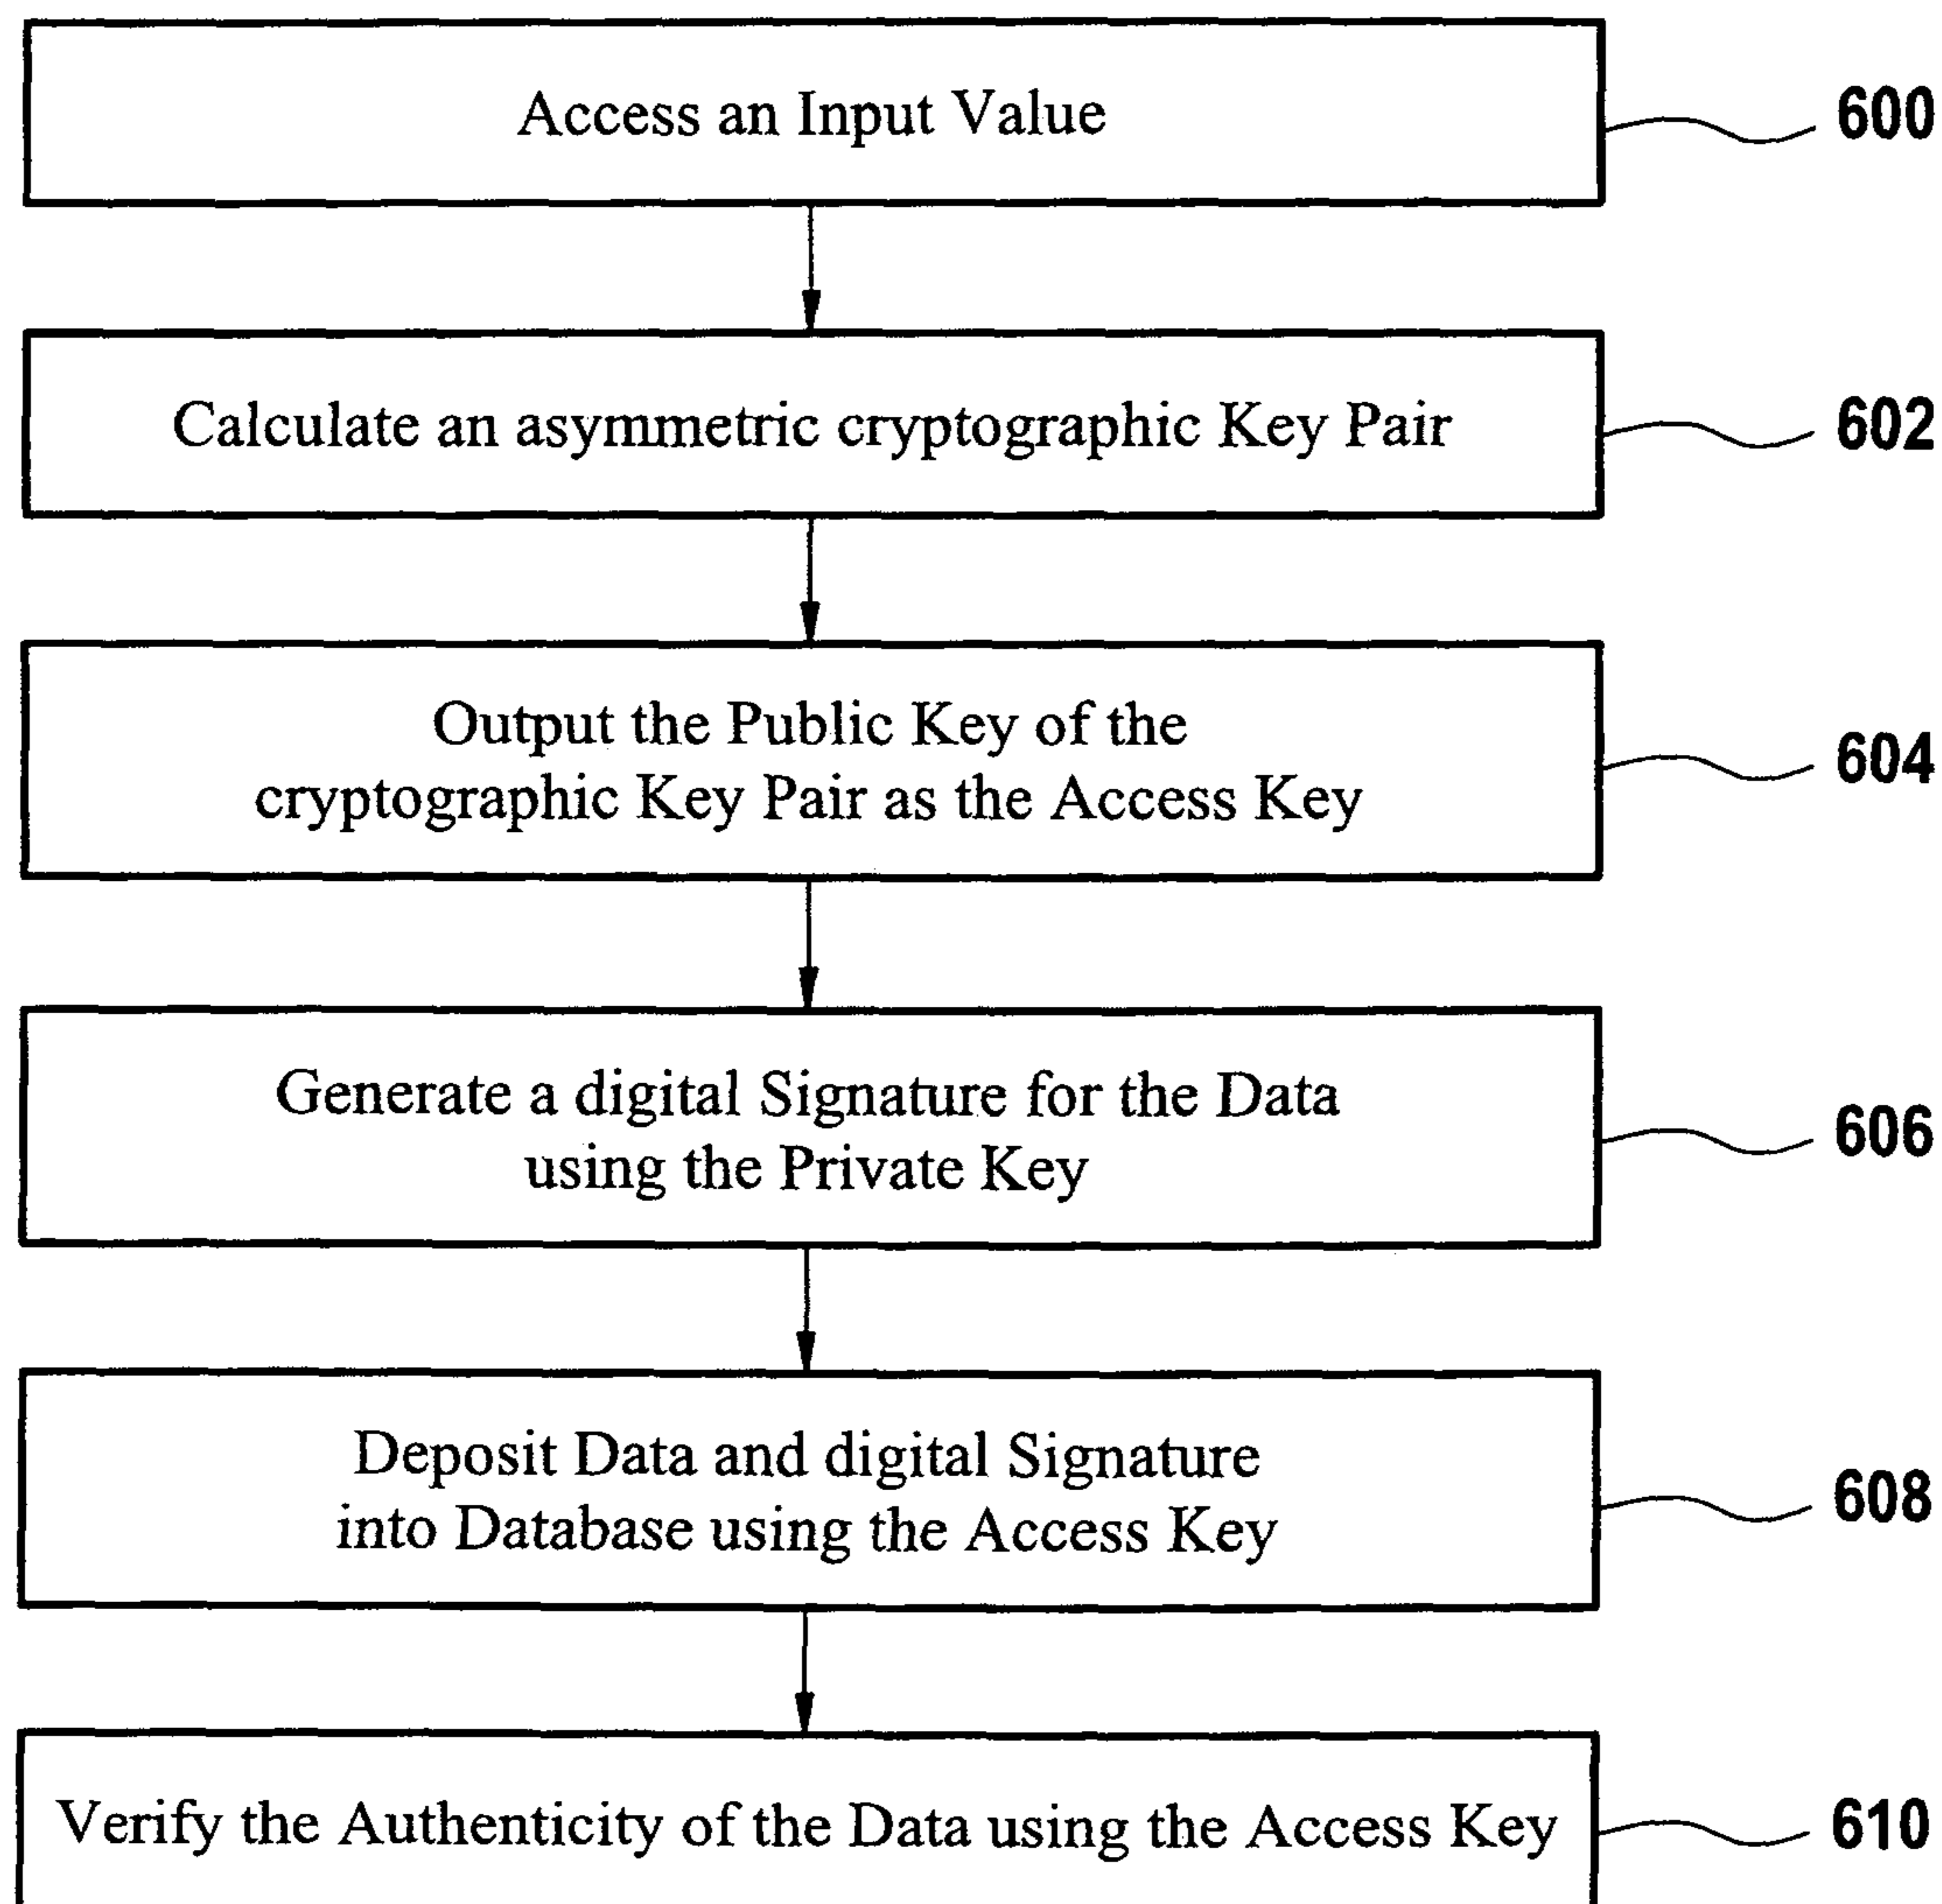 Access an Input Value
600
Calculate an asymmetric cryptographic Key Pair
602
Output the Public Key of the
cryptographic Key Pair as the Access Key
604
Generate a digital Signature for the Data
using the Private Key
606
Deposit Data and digital Signature
into Database using the Access Key
608
Verify the Authenticity of the Data using the Access Key
610